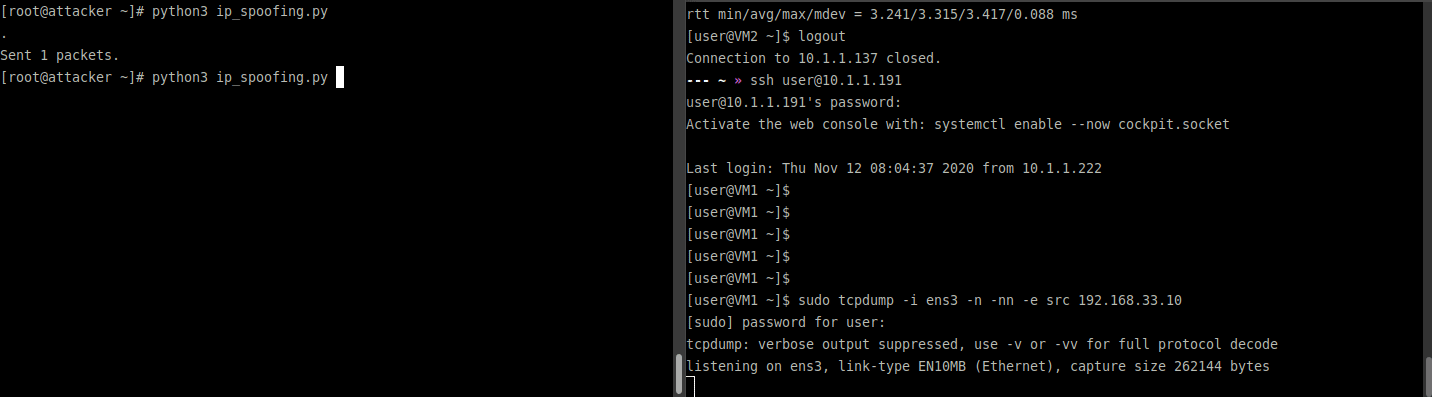 [root@attacker ~]# python3 ip_spoofing.py
.
Sent 1 packets.
[root@attacker ~]# python3 ip_spoofing.py
rtt min/avg/max/mdev = 3.241/3.315/3.417/0.088 ms
[user@VM2 ~]$ logout
Connection to 10.1.1.137 closed.
--- ~ » ssh user@10.1.1.191
user@10.1.1.191's password:
Activate the web console with: systemctl enable --now cockpit.socket
Last login: Thu Nov 12 08:04:37 2020 from 10.1.1.222
[user@VM1 ~]$
[user@VM1 ~]$
[user@VM1 ~]$
[user@VM1 ~]$
[user@VM1 ~]$
[user@VM1 ~]$ sudo tcpdump -i ens3 -n -nn -e src 192.168.33.10
[sudo] password for user:
tcpdump: verbose output suppressed, use -v or -vv for full protocol decode
listening on ens3, link-type EN10MB (Ethernet), capture size 262144 bytes